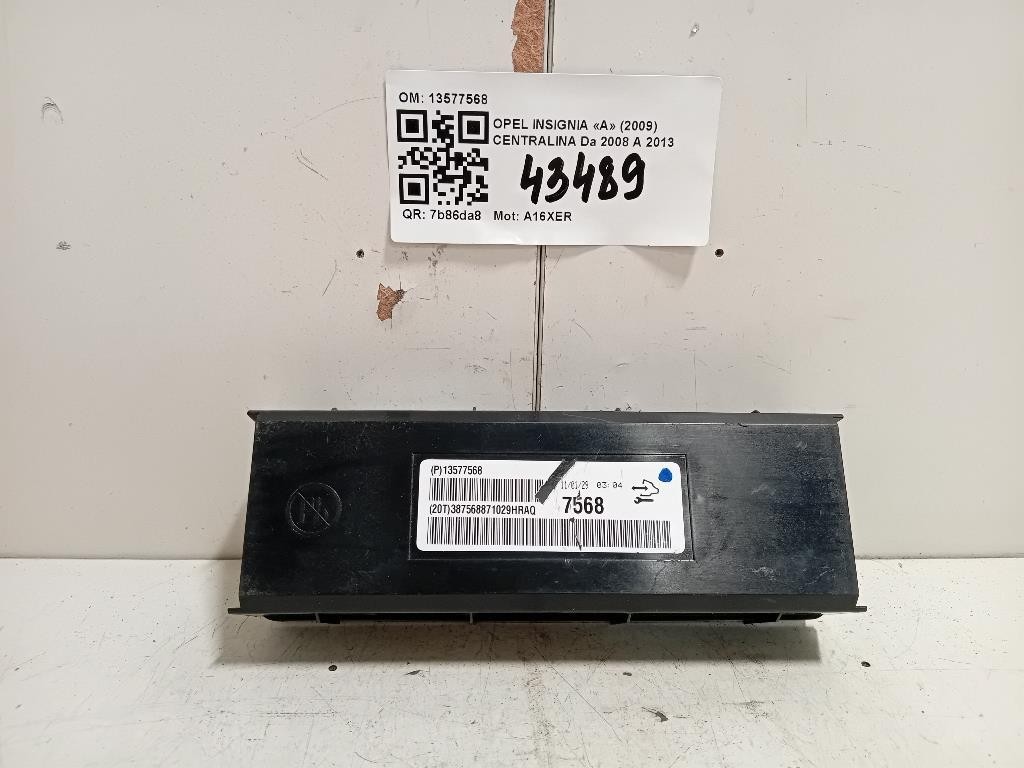 OM: 13577568
OPEL INSIGNIA «A» (2009)
CENTRALINA Da 2008 A 2013
43489
QR: 7b86da8 Mot: A16XER
(P)13577568
11/01/29 03:04
(20T)387568871029HRAQ 7568